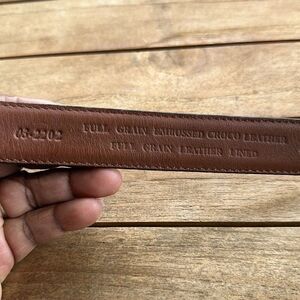 03-2202
FULL GRAIN EMBOSSED CROCO LEATHER
FULL GRAIN LEATHER LINED